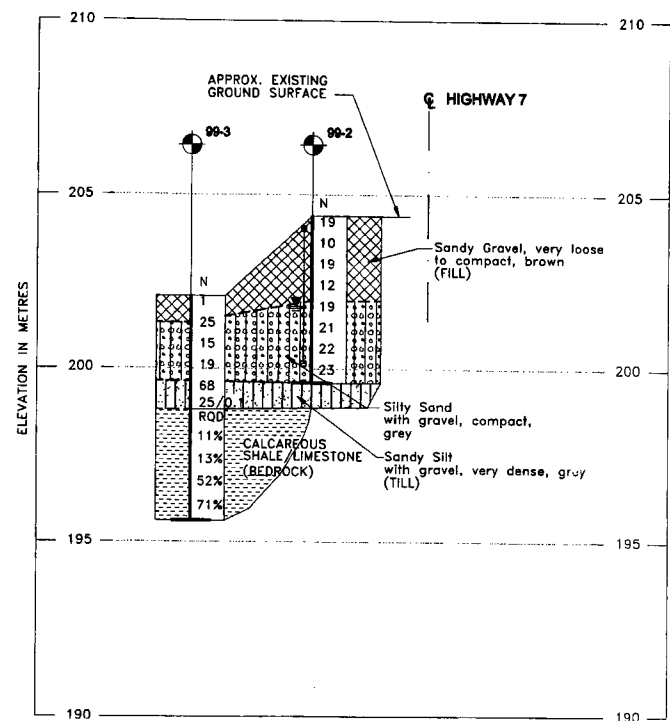 210
210
APPROX. EXISTING
GROUND SURFACE
℄ HIGHWAY 7
99-3
99-2
205
205
N
19
10
19
12
19
21
22
23
Sandy Gravel, very loose
to compact, brown
(FILL)
N
1
25
15
19
68
25/0.1
RQD
11%
13%
52%
71%
ELEVATION IN METRES
200
200
Silty Sand
with gravel, compact,
grey
CALCAREOUS
SHALE/LIMESTONE
(BEDROCK)
Sandy Silt
with gravel, very dense, grey
(TILL)
195
195
190
190